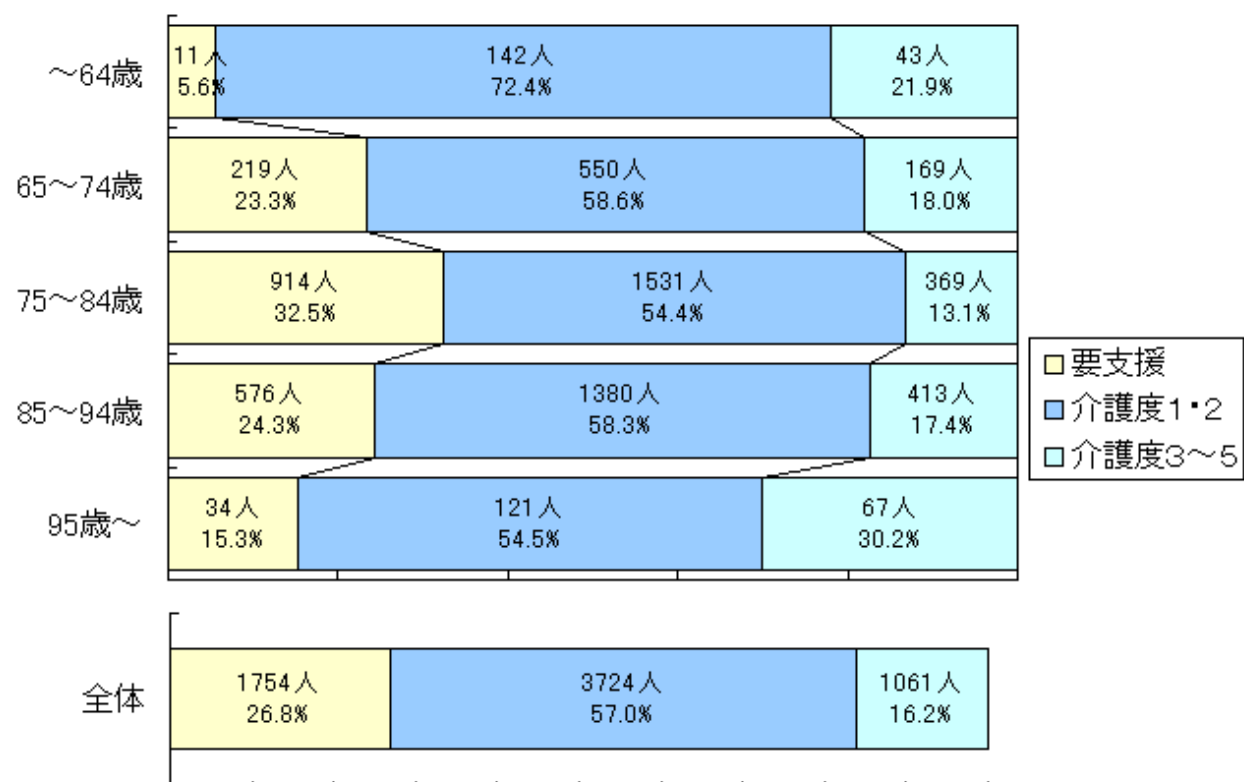 ～64歳
11人
5.6%
142人
72.4%
43人
21.9%
65～74歳
219人
23.3%
550人
58.6%
169人
18.0%
75～84歳
914人
32.5%
1531人
54.4%
369人
13.1%
85～94歳
576人
24.3%
1380人
58.3%
413人
17.4%
95歳～
34人
15.3%
121人
54.5%
67人
30.2%
要支援
介護度1・2
介護度3～5
全体
1754人
26.8%
3724人
57.0%
1061人
16.2%